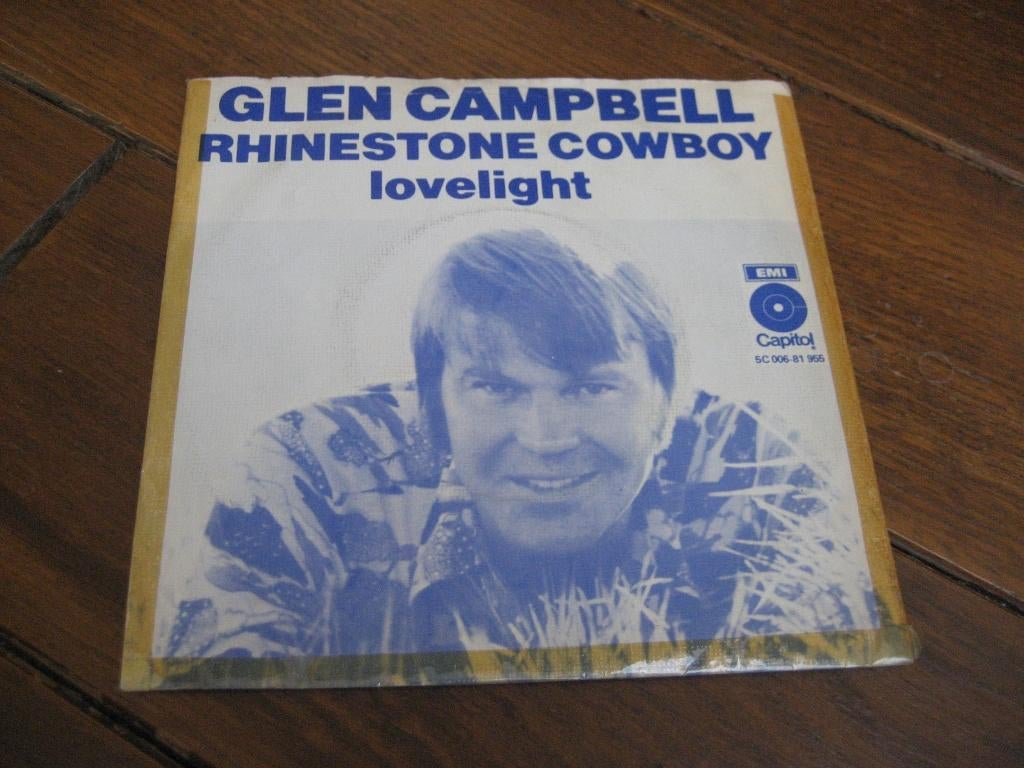 GLEN CAMPBELL
RHINESTONE COWBOY
lovelight
EMI
Capitol
5C 006-81 955